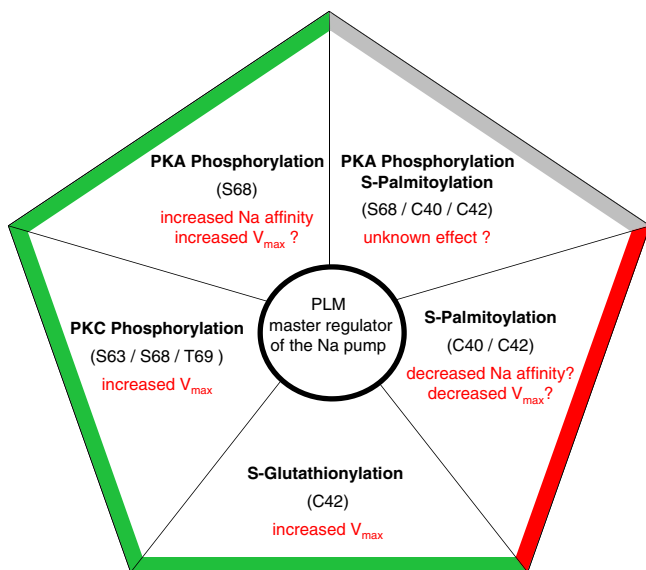 PKA Phosphorylation
(S68)
increased Na affinity
increased Vmax ?
PKA Phosphorylation
S-Palmitoylation
(S68 / C40 / C42)
unknown effect ?
PLM
master regulator
of the Na pump
PKC Phosphorylation
(S63 / S68 / T69 )
increased Vmax
S-Palmitoylation
(C40 / C42)
decreased Na affinity?
decreased Vmax?
S-Glutathionylation
(C42)
increased Vmax